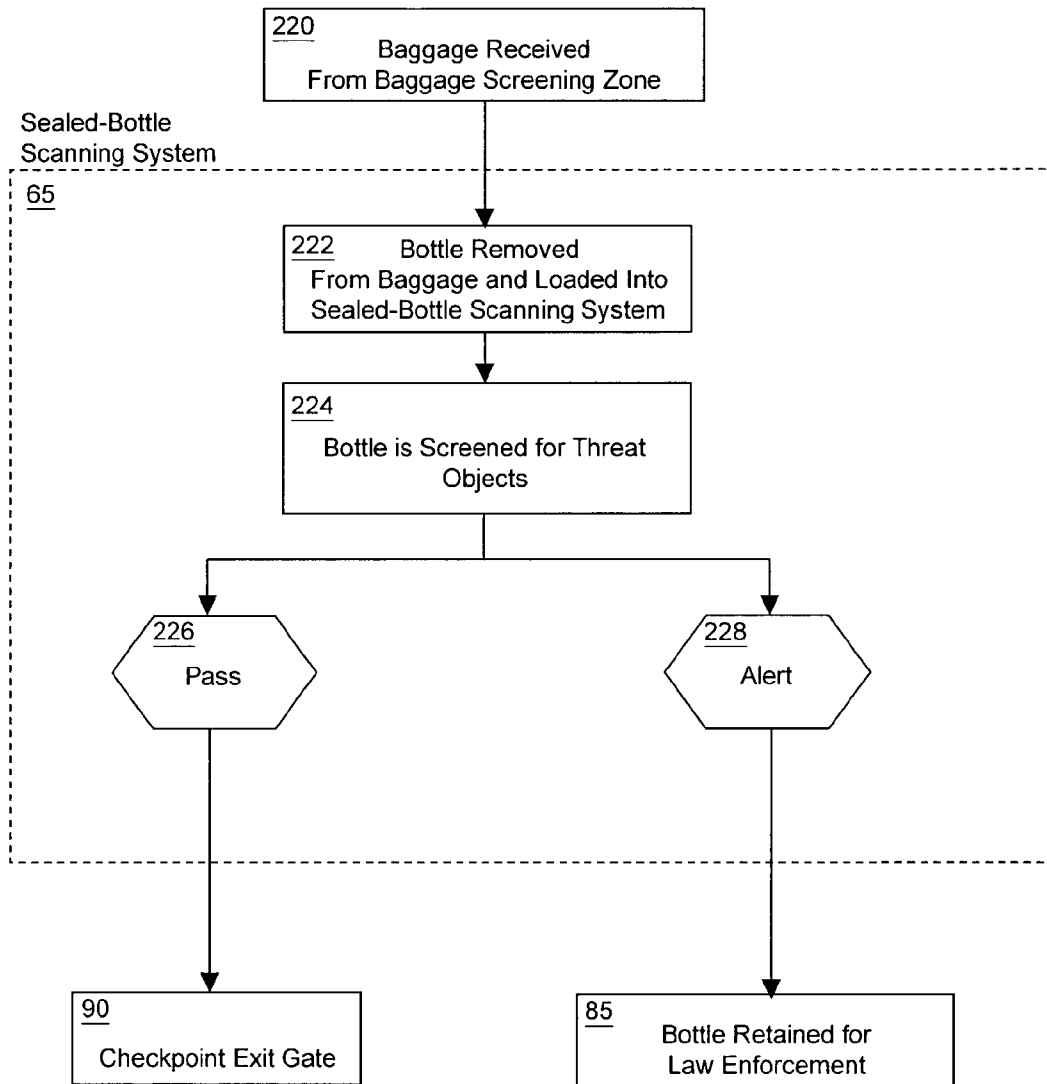 220
Baggage Received
From Baggage Screening Zone
Sealed-Bottle
Scanning System
65
222
Bottle Removed
From Baggage and Loaded Into
Sealed-Bottle Scanning System
224
Bottle is Screened for Threat
Objects
226
Pass
228
Alert
90
Checkpoint Exit Gate
85
Bottle Retained for
Law Enforcement